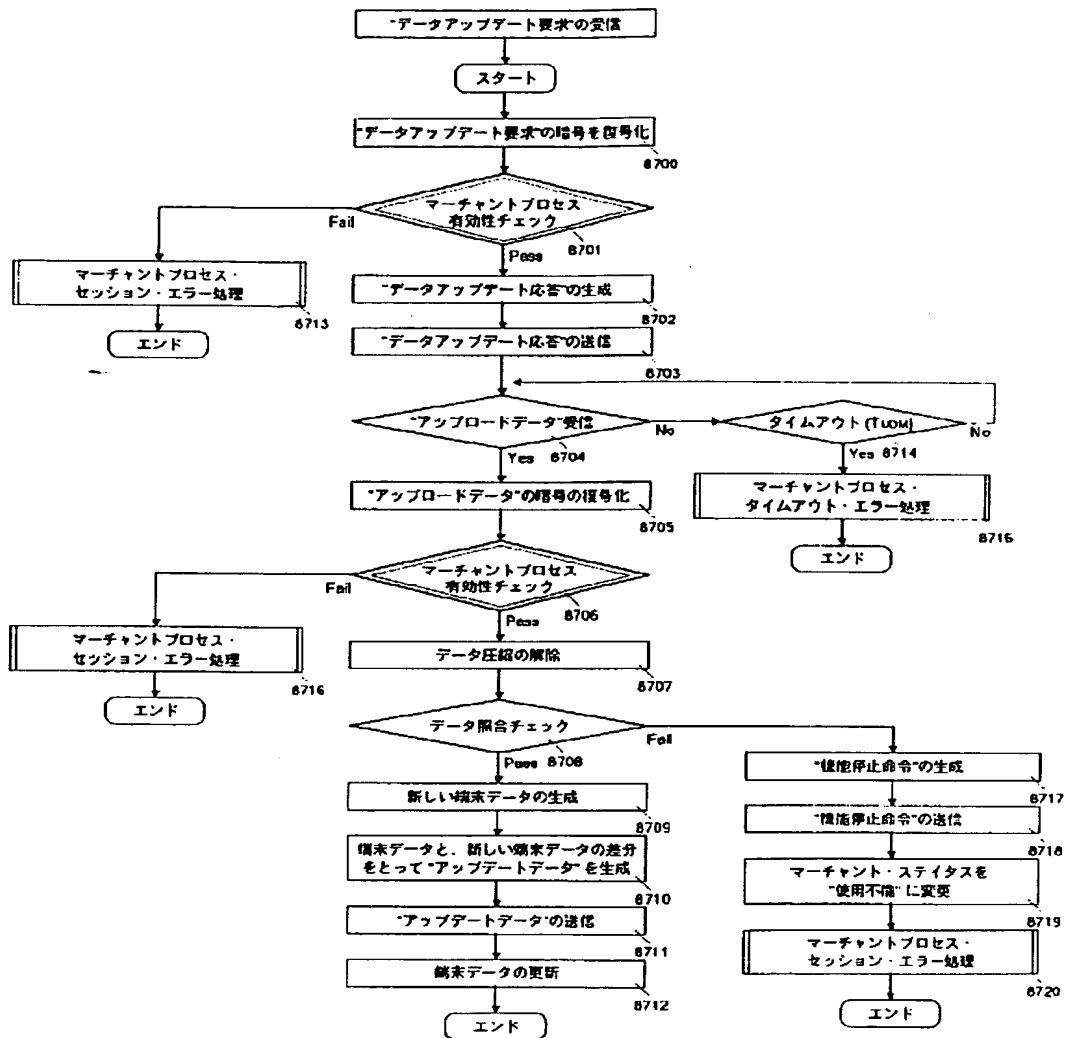 "データアップデート要求"の受信
スタート
"データアップデート要求"の暗号を復号化
8700
マーチャントプロセス
有効性チェック
8701
Fail
Pass
マーチャントプロセス・
セッション・エラー処理
8713
エンド
"データアップデート応答"の生成
8702
"データアップデート応答"の送信
8703
"アップロードデータ"受信
8704
No
Yes
タイムアウト(TUDM)
No
Yes
8714
"アップロードデータ"の暗号の復号化
8705
マーチャントプロセス・
タイムアウト・エラー処理
8715
エンド
マーチャントプロセス
有効性チェック
8706
Fail
Pass
マーチャントプロセス・
セッション・エラー処理
8716
エンド
データ圧縮の解除
8707
データ照合チェック
8708
Fail
Pass
新しい端末データの生成
8709
端末データと、新しい端末データの差分
をとって"アップデートデータ"を生成
8710
"アップデートデータ"の送信
8711
端末データの更新
8712
エンド
"機能停止命令"の生成
8717
"機能停止命令"の送信
8718
マーチャント・ステイタスを
"使用不能"に変更
8719
マーチャントプロセス・
セッション・エラー処理
8720
エンド